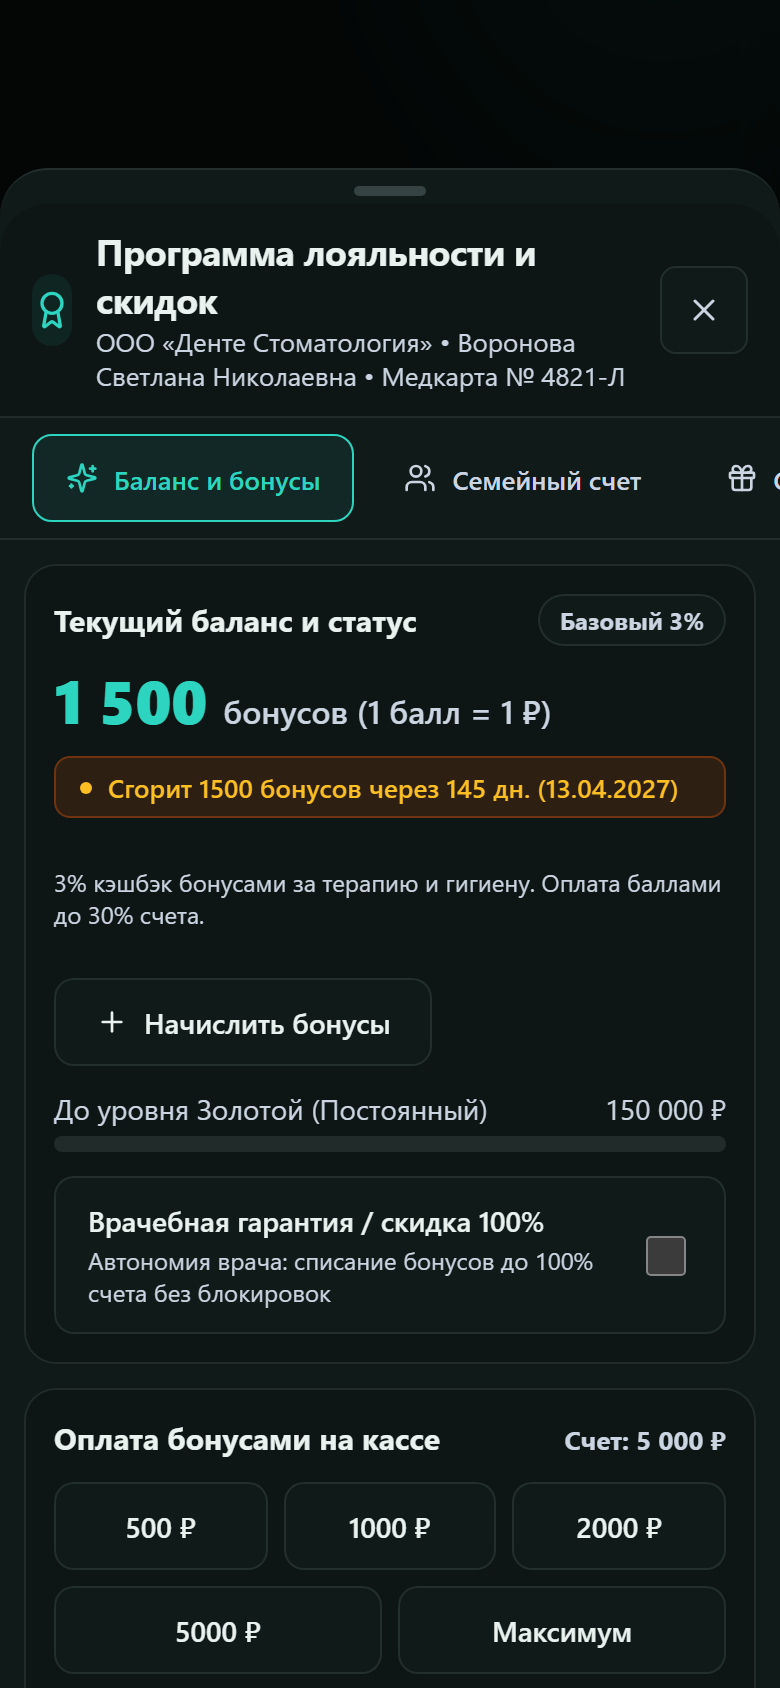 Программа лояльности и
скидок
ООО «Денте Стоматология» • Воронова
Светлана Николаевна • Медкарта № 4821-Л
Баланс и бонусы
Семейный счет
Текущий баланс и статус
Базовый 3%
1 500 бонусов (1 балл = 1 ₽)
Сгорит 1500 бонусов через 145 дн. (13.04.2027)
3% кэшбэк бонусами за терапию и гигиену. Оплата баллами
до 30% счета.
Начислить бонусы
До уровня Золотой (Постоянный)
150 000 ₽
Врачебная гарантия / скидка 100%
Автономия врача: списание бонусов до 100%
счета без блокировок
Оплата бонусами на кассе
Счет: 5 000 ₽
500 ₽
1000 ₽
2000 ₽
5000 ₽
Максимум